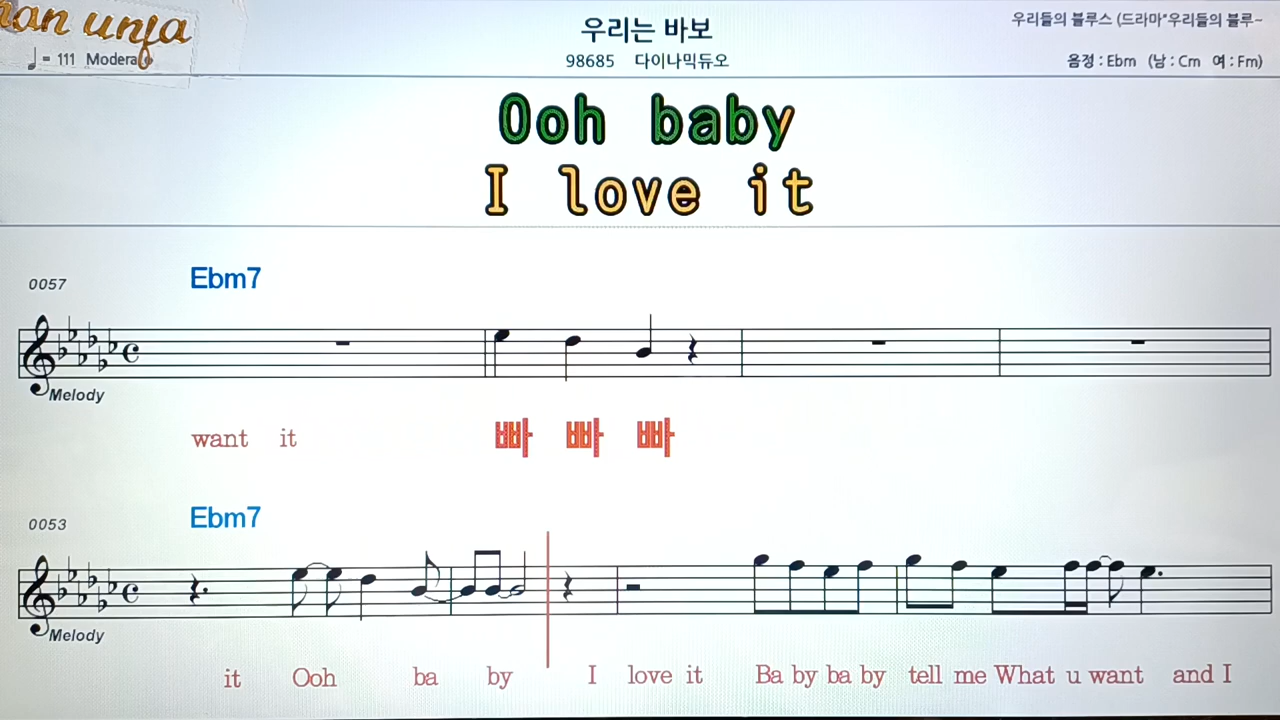 우리는 바보
우리들의 블루스 (드라마"우리들의 블루~
= 111 Modera
98685 다이나믹듀오
음정 : Ebm (남 : Cm 여 : Fm)
Ooh baby
I love it
0057
Ebm7
Melody
want it 빠 빠 빠
0053
Ebm7
Melody
it Ooh ba by I love it Ba by ba by tell me What u want and I